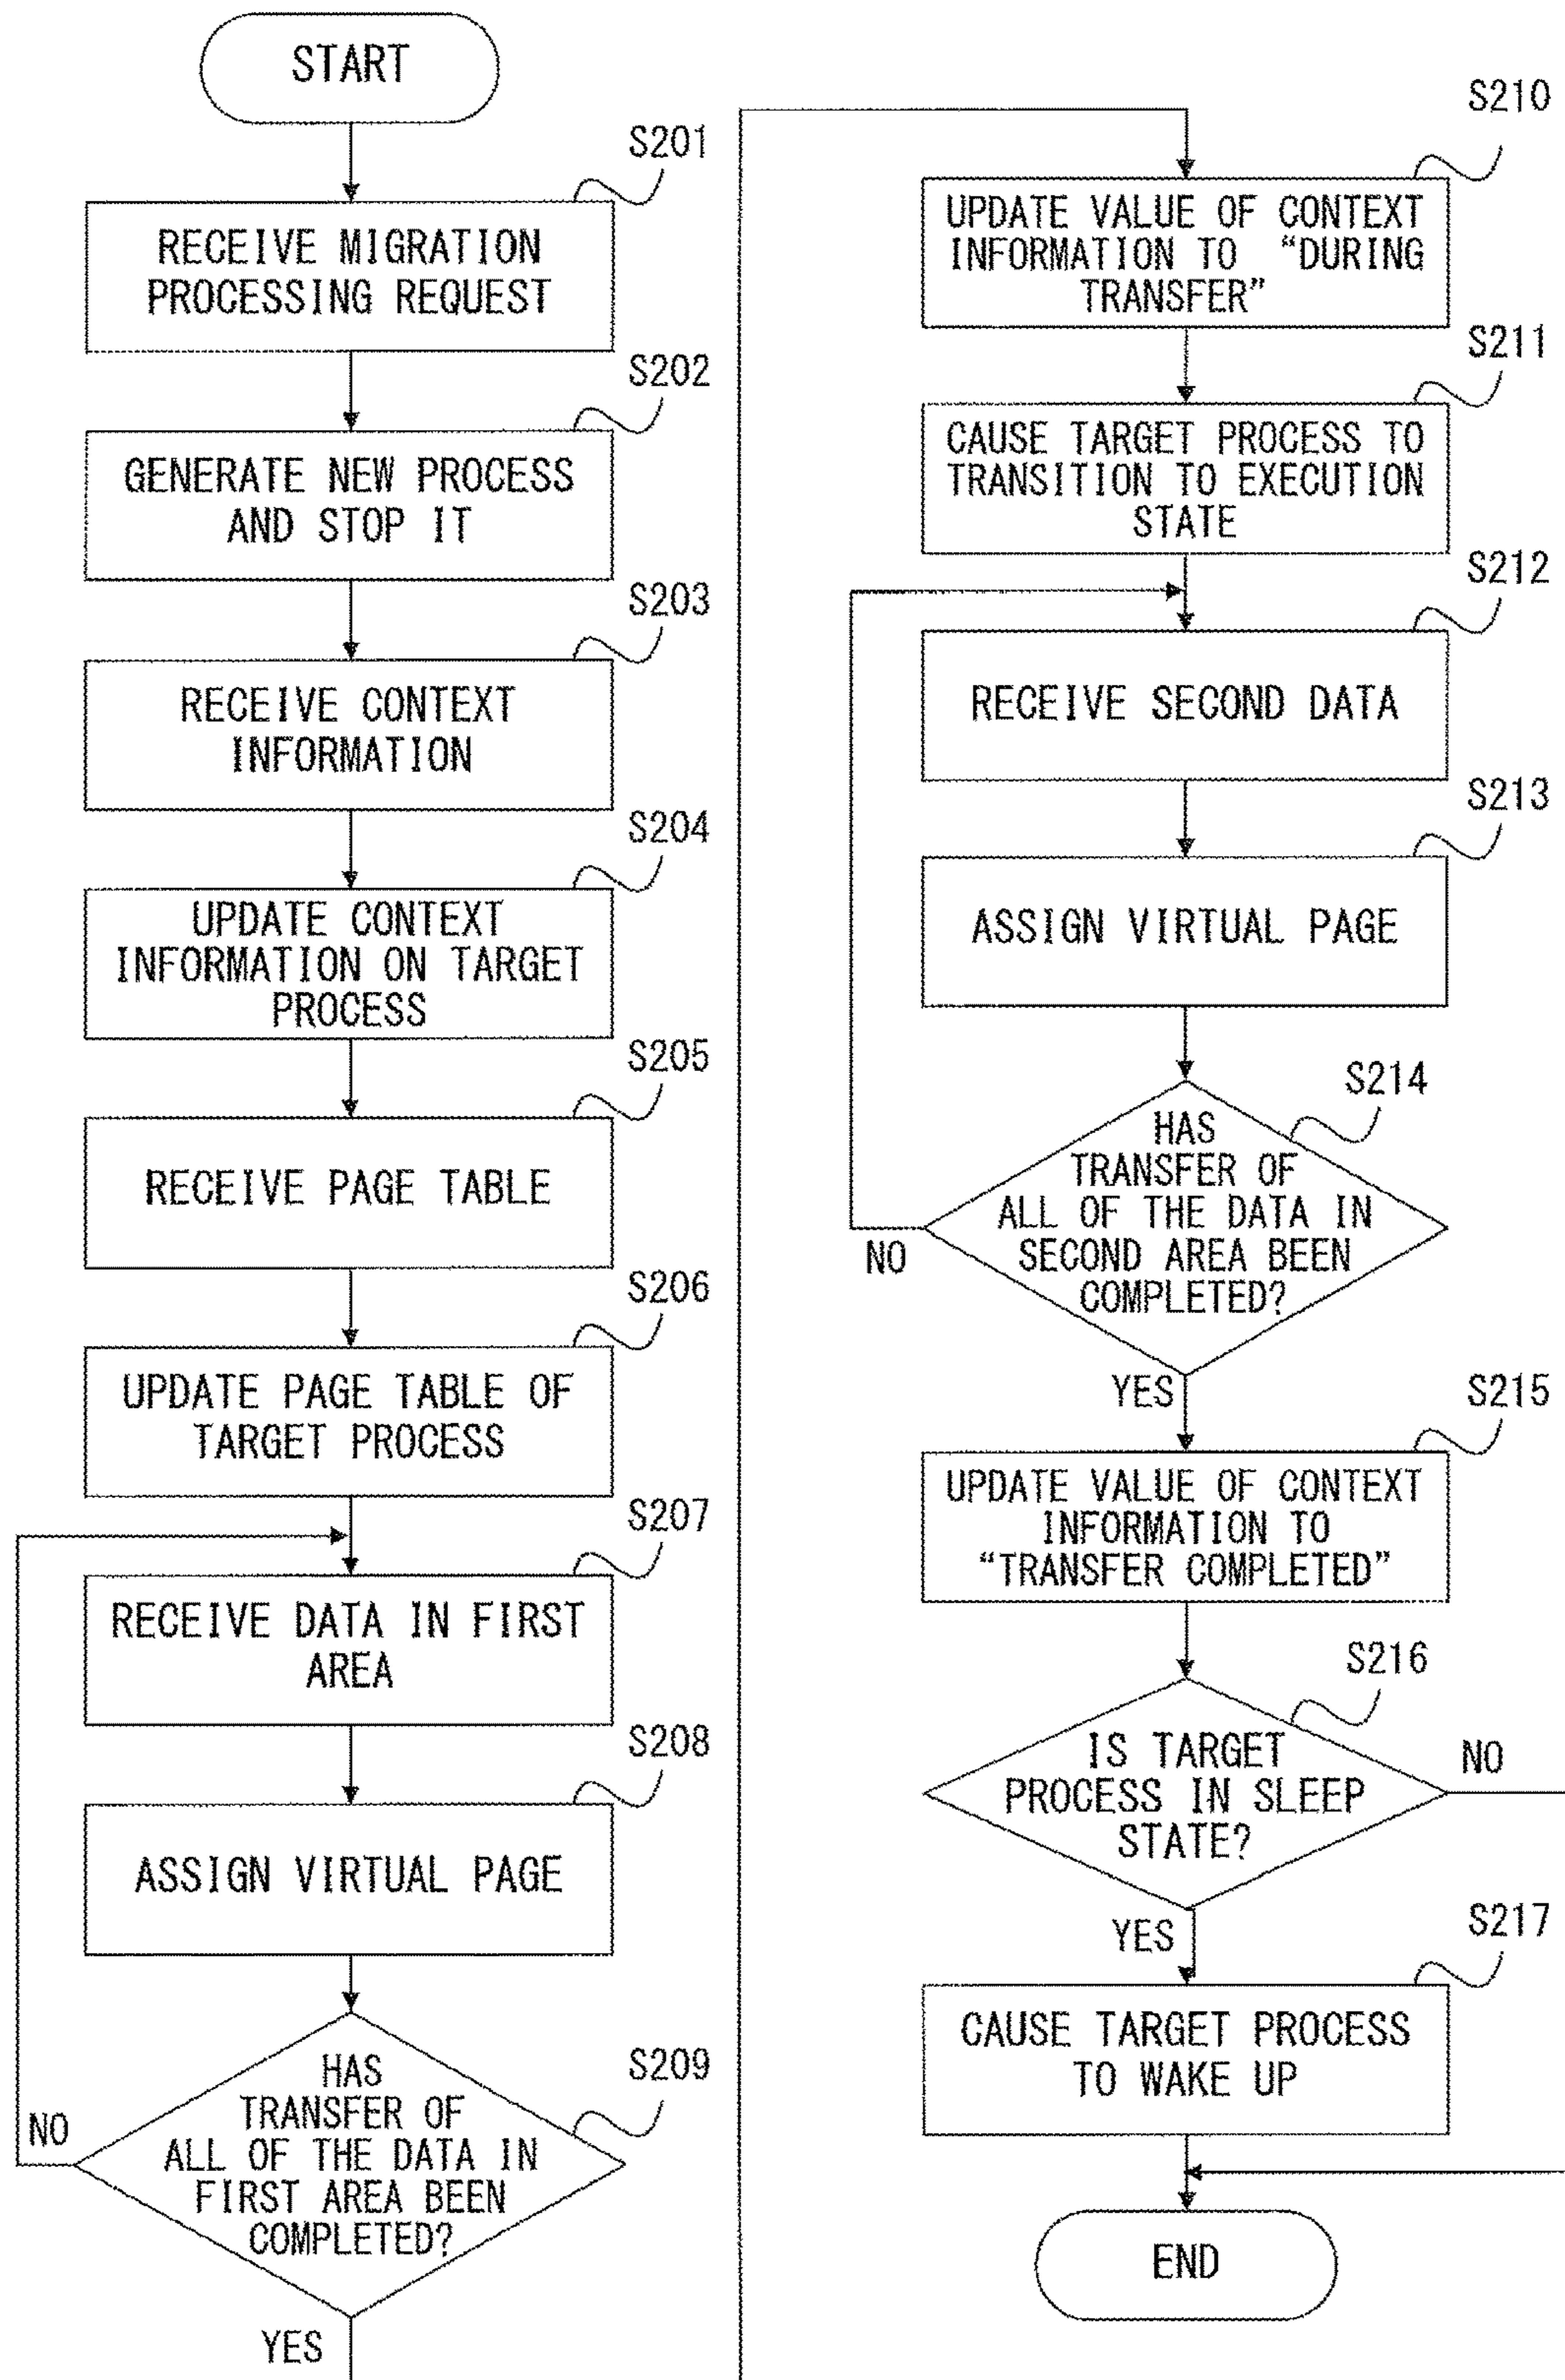 START
S201
RECEIVE MIGRATION
PROCESSING REQUEST
S202
GENERATE NEW PROCESS
AND STOP IT
S203
RECEIVE CONTEXT
INFORMATION
S204
UPDATE CONTEXT
INFORMATION ON TARGET
PROCESS
S205
RECEIVE PAGE TABLE
S206
UPDATE PAGE TABLE OF
TARGET PROCESS
S207
RECEIVE DATA IN FIRST
AREA
S208
ASSIGN VIRTUAL PAGE
S209
HAS
TRANSFER OF
ALL OF THE DATA IN
FIRST AREA BEEN
COMPLETED?
NO
YES
S210
UPDATE VALUE OF CONTEXT
INFORMATION TO “DURING
TRANSFER”
S211
CAUSE TARGET PROCESS TO
TRANSITION TO EXECUTION
STATE
S212
RECEIVE SECOND DATA
S213
ASSIGN VIRTUAL PAGE
S214
HAS
TRANSFER OF
ALL OF THE DATA IN
SECOND AREA BEEN
COMPLETED?
NO
YES
S215
UPDATE VALUE OF CONTEXT
INFORMATION TO
“TRANSFER COMPLETED”
S216
IS TARGET
PROCESS IN SLEEP
STATE?
NO
YES
S217
CAUSE TARGET PROCESS
TO WAKE UP
END